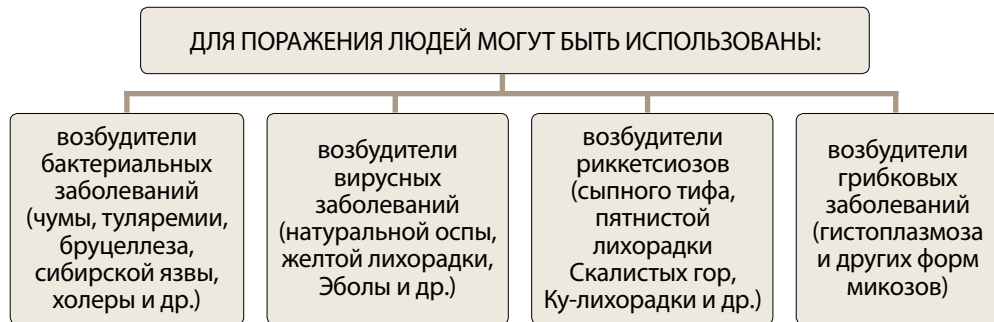 ДЛЯ ПОРАЖЕНИЯ ЛЮДЕЙ МОГУТ БЫТЬ ИСПОЛЬЗОВАНЫ:
возбудители
бактериальных
заболеваний
(чумы, туляремии,
бруцеллеза,
сибирской язвы,
холеры и др.)
возбудители
вирусных
заболеваний
(натуральной оспы,
желтой лихорадки,
Эболы и др.)
возбудители
риккетсиозов
(сыпного тифа,
пятнистой
лихорадки
Скалистых гор,
Ку-лихорадки и др.)
возбудители
грибковых
заболеваний
(гистоплазмоза
и других форм
микозов)